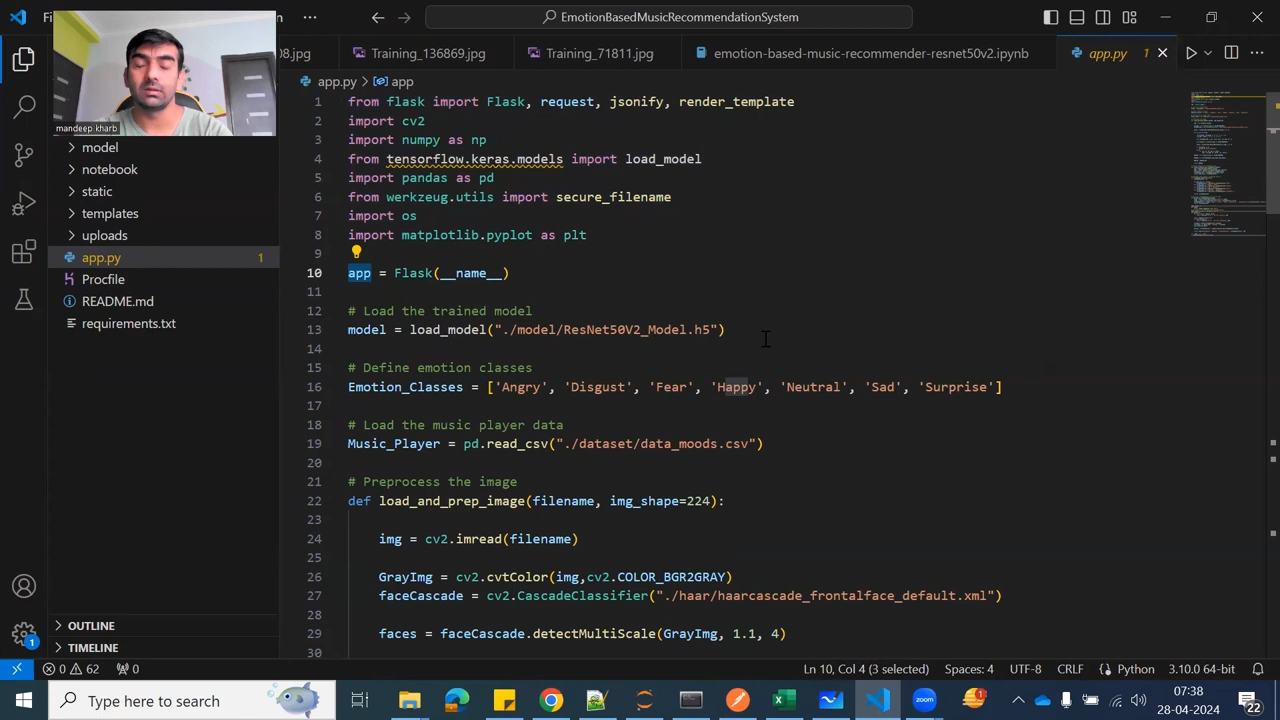 EmotionBasedMusicRecommendationSystem
08.jpg
Training_136869.jpg
Training_713811.jpg
emotion-based-music-recommender-resnet50v2.ipynb
app.py 1
app.py > app
mandeep kharb
model
notebook
static
templates
uploads
app.py 1
Procfile
README.md
requirements.txt
OUTLINE
TIMELINE
1
1 from flask import Flask, request, jsonify, render_template
2 import cv2
3 import numpy as np
4 from tensorflow.keras.models import load_model
5 import pandas as pd
6 from werkzeug.utils import secure_filename
7 import os
8 import matplotlib.pyplot as plt
9
10 app = Flask(__name__)
11
12 # Load the trained model
13 model = load_model("./model/ResNet50V2_Model.h5")
14
15 # Define emotion classes
16 Emotion_Classes = ['Angry', 'Disgust', 'Fear', 'Happy', 'Neutral', 'Sad', 'Surprise']
17
18 # Load the music player data
19 Music_Player = pd.read_csv("./dataset/data_moods.csv")
20
21 # Preprocess the image
22 def load_and_prep_image(filename, img_shape=224):
23
24 img = cv2.imread(filename)
25
26 GrayImg = cv2.cvtColor(img,cv2.COLOR_BGR2GRAY)
27 faceCascade = cv2.CascadeClassifier("./haar/haarcascade_frontalface_default.xml")
28
29 faces = faceCascade.detectMultiScale(GrayImg, 1.1, 4)
30
0 62 0
Ln 10, Col 4 (3 selected) Spaces: 4 UTF-8 CRLF Python 3.10.0 64-bit
Type here to search
zoom
07:38
28-04-2024
22